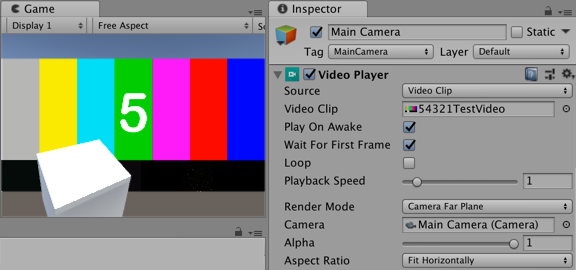 Game
Display 1
Free Aspect
Sc
5
Inspector
Main Camera
Static
Tag
MainCamera
Layer
Default
Video Player
Source
Video Clip
Video Clip
54321TestVideo
Play On Awake
Wait For First Frame
Loop
Playback Speed
1
Render Mode
Camera Far Plane
Camera
Main Camera (Camera)
Alpha
1
Aspect Ratio
Fit Horizontally